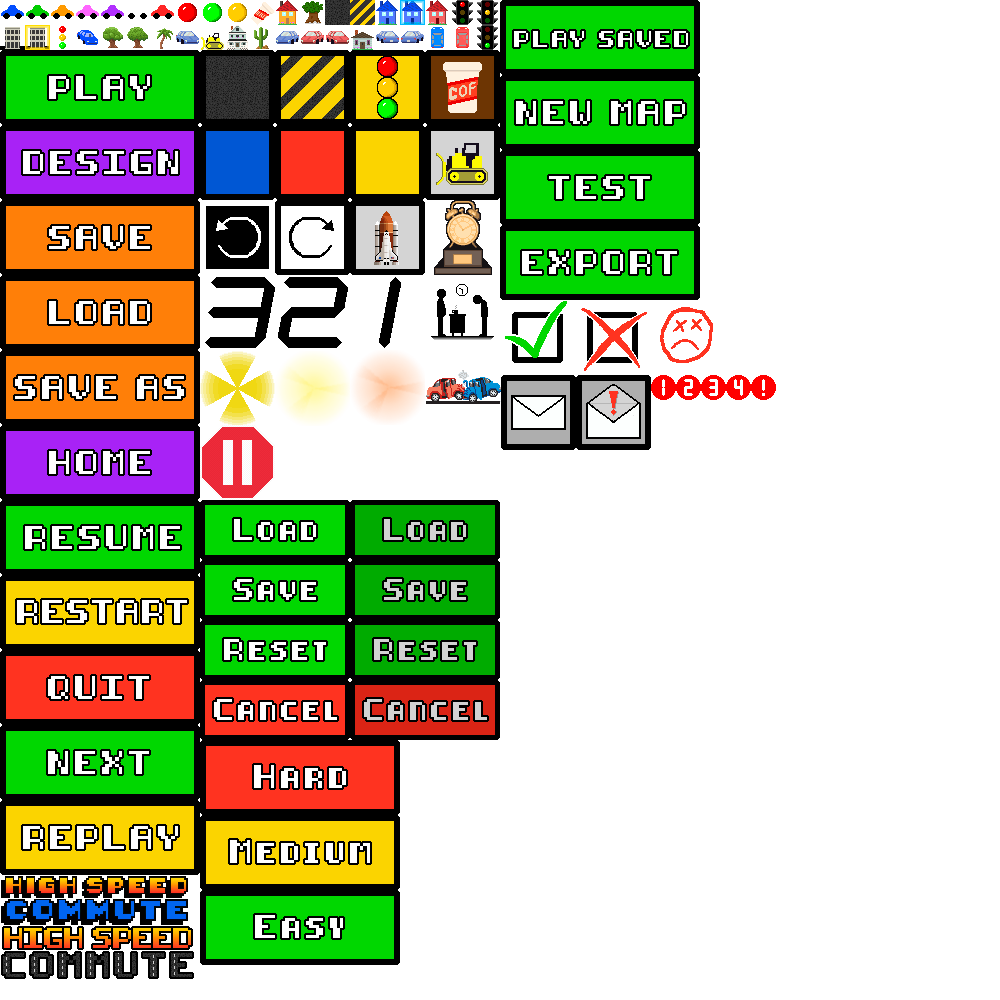 PLAY
DESIGN
SAVE
LOAD
SAVE AS
HOME
RESUME
RESTART
QUIT
NEXT
REPLAY
HIGH SPEED
COMMUTE
HIGH SPEED
COMMUTE
COF
321
LOAD LOAD
SAVE SAVE
RESET RESET
CANCEL CANCEL
HARD
MEDIUM
EASY
PLAY SAVED
NEW MAP
TEST
EXPORT
!
1 2 3 4 !